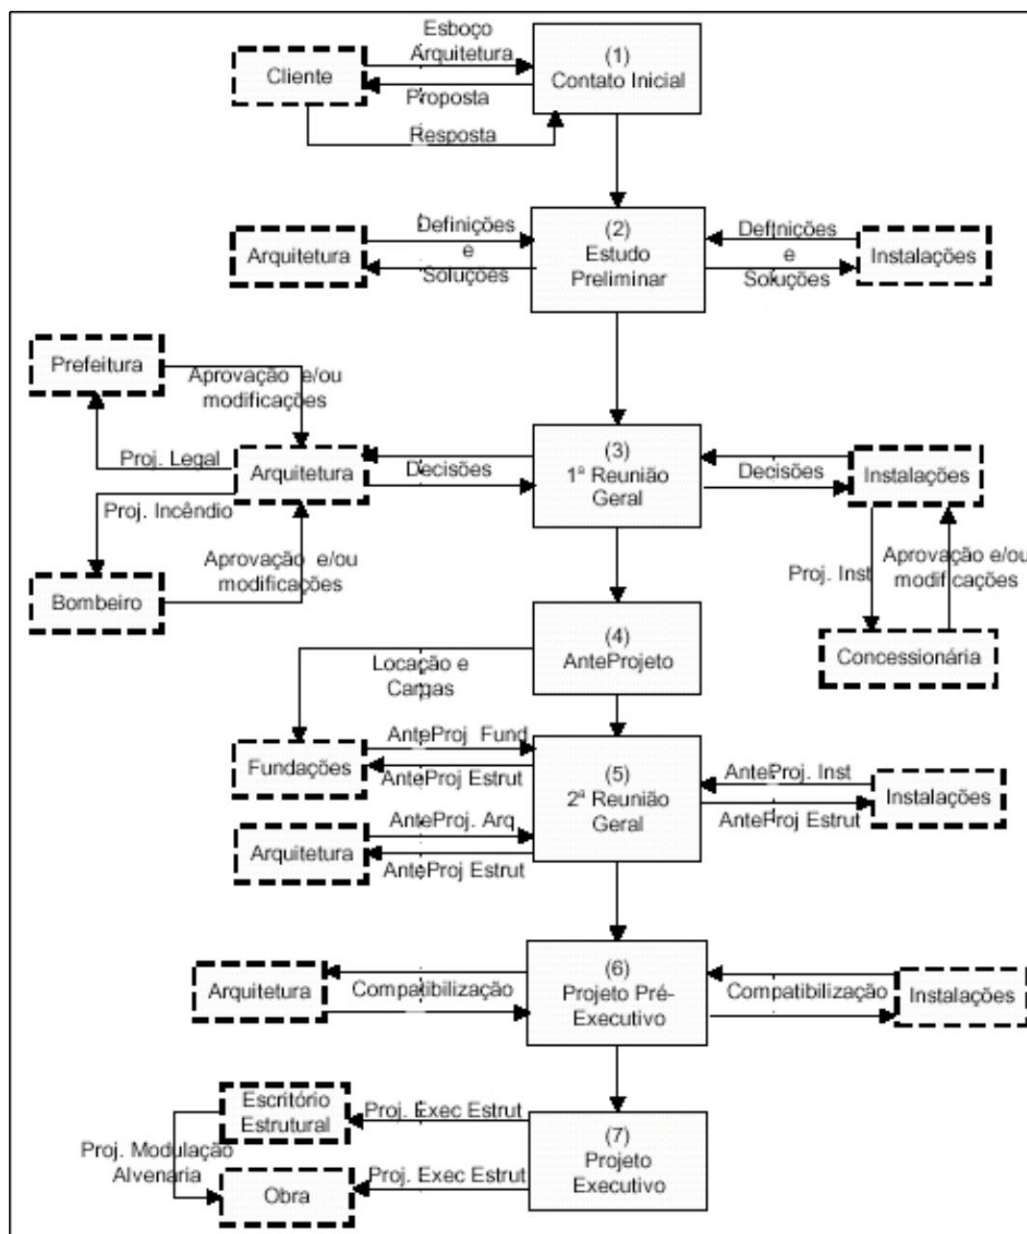 Esboço
Arquitetura
Cliente
(1)
Contato Inicial
Proposta
Resposta
Definições
e
Soluções
Arquitetura
(2)
Estudo
Preliminar
Definições
e
Soluções
Instalações
Prefeitura
Aprovação e/ou
modificações
Proj. Legal
Arquitetura
Decisões
(3)
1ª Reunião
Geral
Decisões
Instalações
Proj. Incêndio
Aprovação e/ou
modificações
Bombeiro
Proj. Inst
Aprovação e/ou
modificações
Concessionária
(4)
AnteProjeto
Locação e
Cargas
AnteProj Fund
Fundações
AnteProj Estrut
(5)
2ª Reunião
Geral
AnteProj. Inst
Instalações
AnteProj Estrut
AnteProj. Arq
Arquitetura
AnteProj Estrut
Arquitetura
Compatibilização
(6)
Projeto Pré-
Executivo
Compatibilização
Instalações
Escritório
Estrutural
Proj. Exec Estrut
(7)
Projeto
Executivo
Proj. Modulação
Alvenaria
Obra
Proj. Exec Estrut